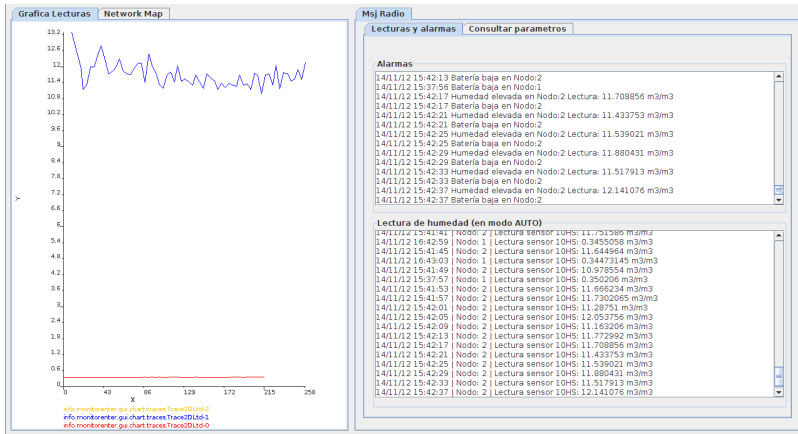 Grafica Lecturas
Network Map
13.2
12.6
12
11.4
10.8
10.2
9.6
9
8.4
7.8
7.2
6.6
6
5.4
4.8
4.2
3.6
3
2.4
1.8
1.2
0.6
0
Y
0 43 86 129 172 215 258
X
info.monitorenter.gui.chart.traces.Trace2DLtd-2
info.monitorenter.gui.chart.traces.Trace2DLtd-1
info.monitorenter.gui.chart.traces.Trace2DLtd-0
Msj Radio
Lecturas y alarmas
Consultar parametros
Alarmas
14/11/12 15:42:13 Batería baja en Nodo:2
14/11/12 15:37:56 Batería baja en Nodo:1
14/11/12 15:42:17 Humedad elevada en Nodo:2 Lectura: 11.708856 m3/m3
14/11/12 15:42:17 Batería baja en Nodo:2
14/11/12 15:42:21 Humedad elevada en Nodo:2 Lectura: 11.433753 m3/m3
14/11/12 15:42:21 Batería baja en Nodo:2
14/11/12 15:42:25 Humedad elevada en Nodo:2 Lectura: 11.539021 m3/m3
14/11/12 15:42:25 Batería baja en Nodo:2
14/11/12 15:42:29 Humedad elevada en Nodo:2 Lectura: 11.880431 m3/m3
14/11/12 15:42:29 Batería baja en Nodo:2
14/11/12 15:42:33 Humedad elevada en Nodo:2 Lectura: 11.517913 m3/m3
14/11/12 15:42:33 Batería baja en Nodo:2
14/11/12 15:42:37 Humedad elevada en Nodo:2 Lectura: 12.141076 m3/m3
14/11/12 15:42:37 Batería baja en Nodo:2
Lectura de humedad (en modo AUTO)
14/11/12 15:41:41 | Nodo: 2 | Lectura sensor 10HS: 11.751586 m3/m3
14/11/12 16:42:59 | Nodo: 1 | Lectura sensor 10HS: 0.3455058 m3/m3
14/11/12 15:41:45 | Nodo: 2 | Lectura sensor 10HS: 11.644964 m3/m3
14/11/12 16:43:03 | Nodo: 1 | Lectura sensor 10HS: 0.34473145 m3/m3
14/11/12 15:41:49 | Nodo: 2 | Lectura sensor 10HS: 10.978554 m3/m3
14/11/12 15:37:57 | Nodo: 1 | Lectura sensor 10HS: 0.350206 m3/m3
14/11/12 15:41:53 | Nodo: 2 | Lectura sensor 10HS: 11.666234 m3/m3
14/11/12 15:41:57 | Nodo: 2 | Lectura sensor 10HS: 11.7302065 m3/m3
14/11/12 15:42:01 | Nodo: 2 | Lectura sensor 10HS: 11.28751 m3/m3
14/11/12 15:42:05 | Nodo: 2 | Lectura sensor 10HS: 12.053756 m3/m3
14/11/12 15:42:09 | Nodo: 2 | Lectura sensor 10HS: 11.163206 m3/m3
14/11/12 15:42:13 | Nodo: 2 | Lectura sensor 10HS: 11.772992 m3/m3
14/11/12 15:42:17 | Nodo: 2 | Lectura sensor 10HS: 11.708856 m3/m3
14/11/12 15:42:21 | Nodo: 2 | Lectura sensor 10HS: 11.433753 m3/m3
14/11/12 15:42:25 | Nodo: 2 | Lectura sensor 10HS: 11.539021 m3/m3
14/11/12 15:42:29 | Nodo: 2 | Lectura sensor 10HS: 11.880431 m3/m3
14/11/12 15:42:33 | Nodo: 2 | Lectura sensor 10HS: 11.517913 m3/m3
14/11/12 15:42:37 | Nodo: 2 | Lectura sensor 10HS: 12.141076 m3/m3